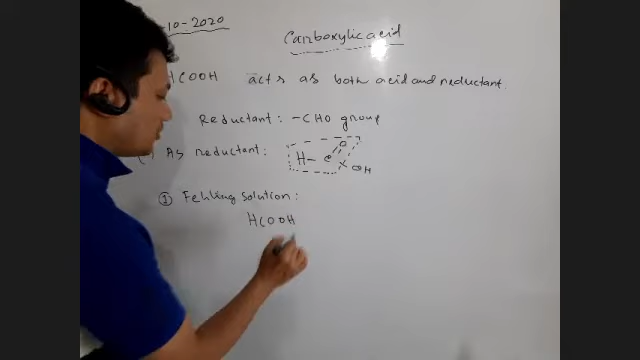 -10-2020
Carboxylic acid
HCOOH acts as both acid and reductant.
Reductant: -CHO group
As reductant: H- C O OH
① Fehling solution:
HCOOH